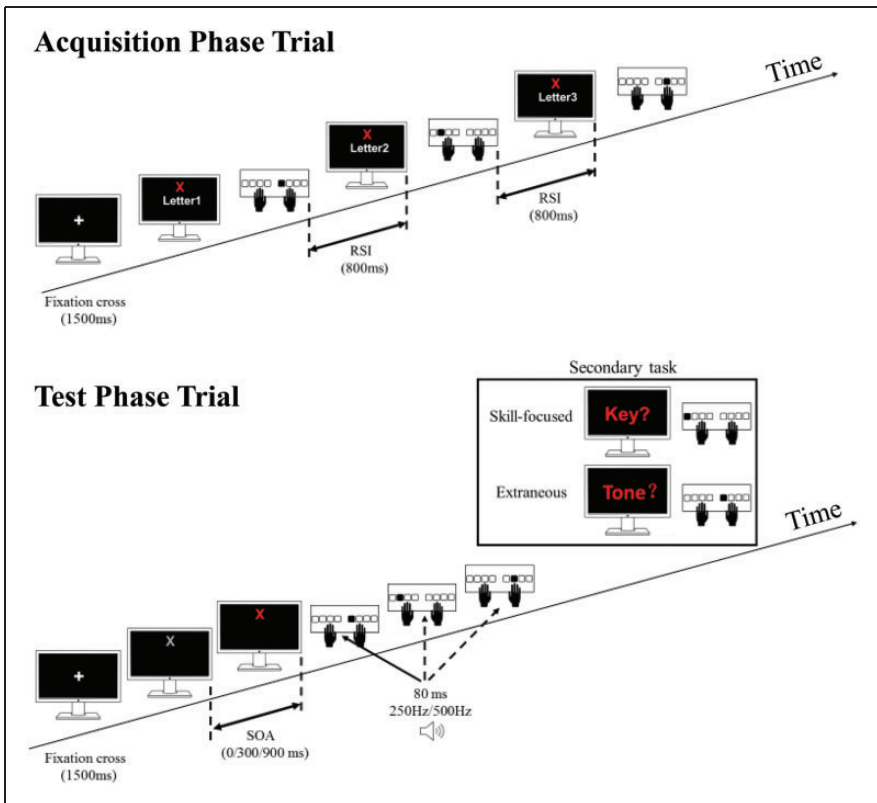 Acquisition Phase Trial
Time
X
Letter3
X
Letter2
X
Letter1
+
RSI
(800ms)
RSI
(800ms)
Fixation cross
(1500ms)
Secondary task
Test Phase Trial
Skill-focused
Key?
Extraneous
Tone?
Time
X
X
+
80 ms
250Hz/500Hz
SOA
(0/300/900 ms)
Fixation cross
(1500ms)